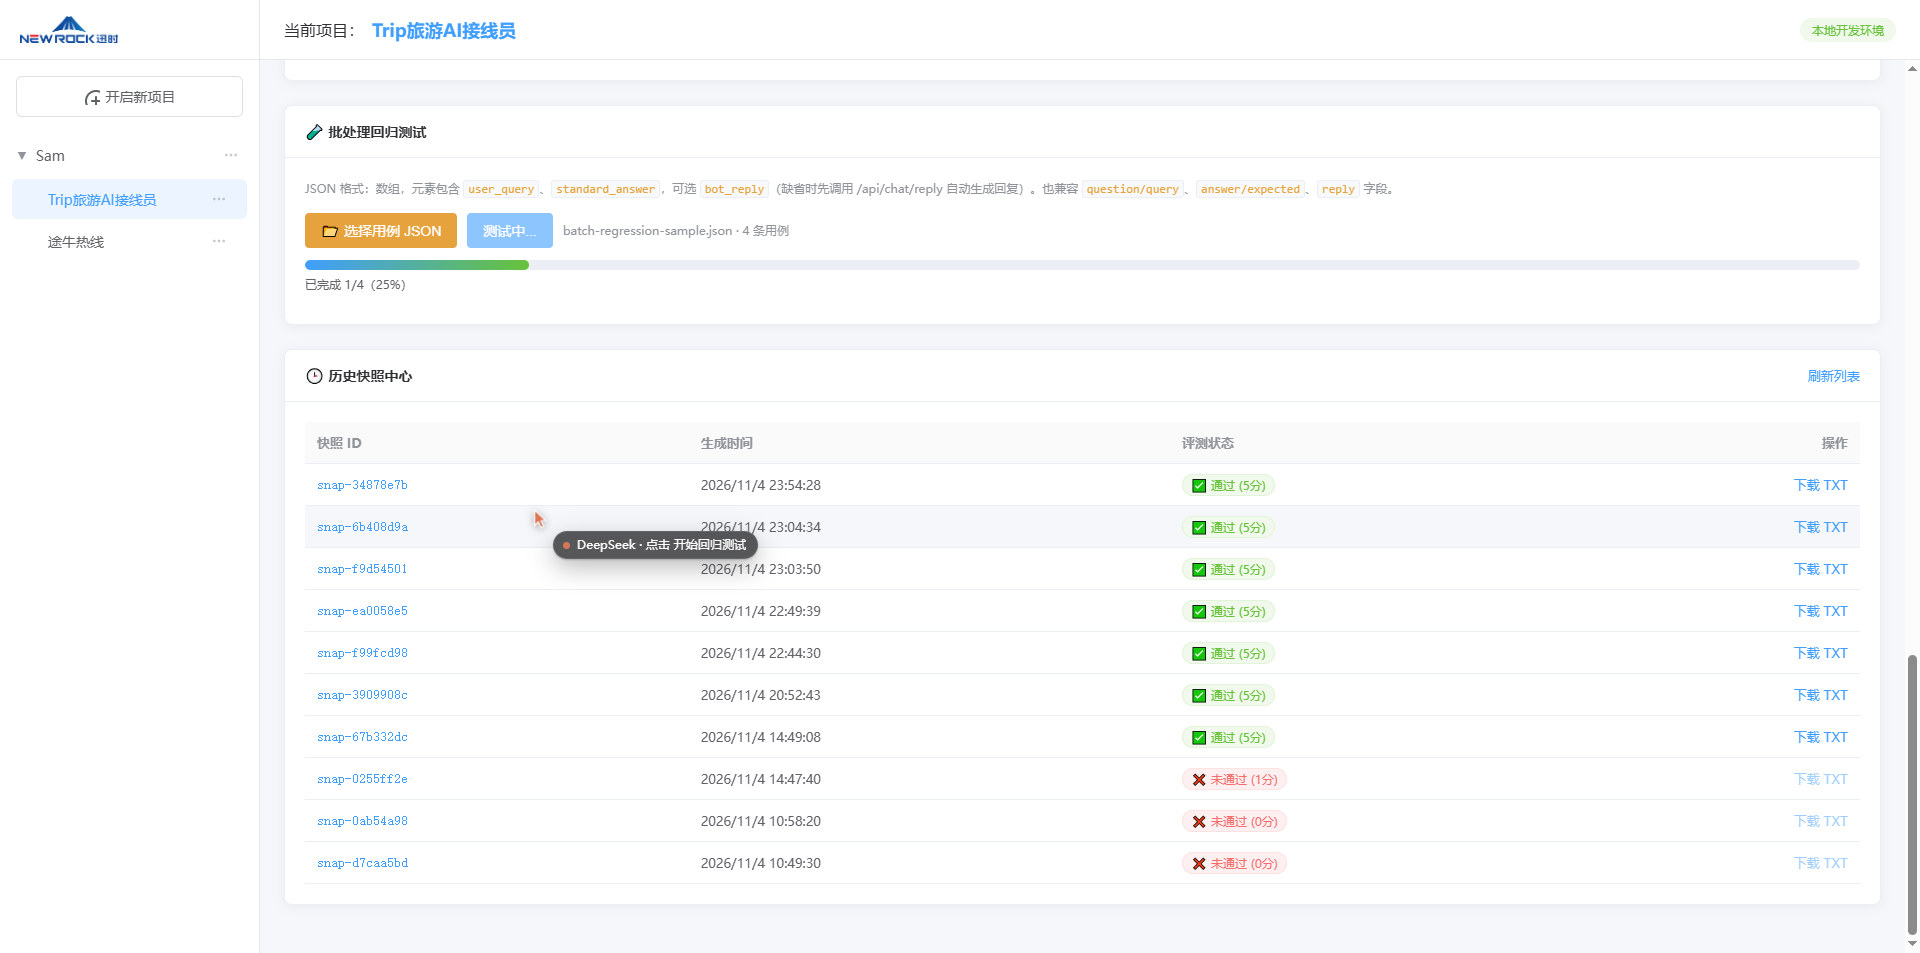 NEWROCK迅时
当前项目： Trip旅游AI接线员
本地开发环境
开启新项目
Sam
Trip旅游AI接线员
途牛热线
批处理回归测试
JSON 格式：数组，元素包含 user_query、standard_answer，可选 bot_reply（缺省时先调用 /api/chat/reply 自动生成回复）。也兼容 question/query、answer/expected、reply 字段。
选择用例 JSON 测试中... batch-regression-sample.json · 4 条用例
已完成 1/4（25%）
历史快照中心
刷新列表
快照 ID 生成时间 评测状态 操作
snap-34878e7b 2026/11/4 23:54:28 通过 (5分) 下载 TXT
snap-6b408d9a 2026/11/4 23:04:34 通过 (5分) 下载 TXT
DeepSeek · 点击 开始回归测试
snap-f9d54501 2026/11/4 23:03:50 通过 (5分) 下载 TXT
snap-ea0058e5 2026/11/4 22:49:39 通过 (5分) 下载 TXT
snap-f99fcd98 2026/11/4 22:44:30 通过 (5分) 下载 TXT
snap-3909908c 2026/11/4 20:52:43 通过 (5分) 下载 TXT
snap-67b332dc 2026/11/4 14:49:08 通过 (5分) 下载 TXT
snap-0255ff2e 2026/11/4 14:47:40 未通过 (1分) 下载 TXT
snap-0ab54a98 2026/11/4 10:58:20 未通过 (0分) 下载 TXT
snap-d7caa5bd 2026/11/4 10:49:30 未通过 (0分) 下载 TXT